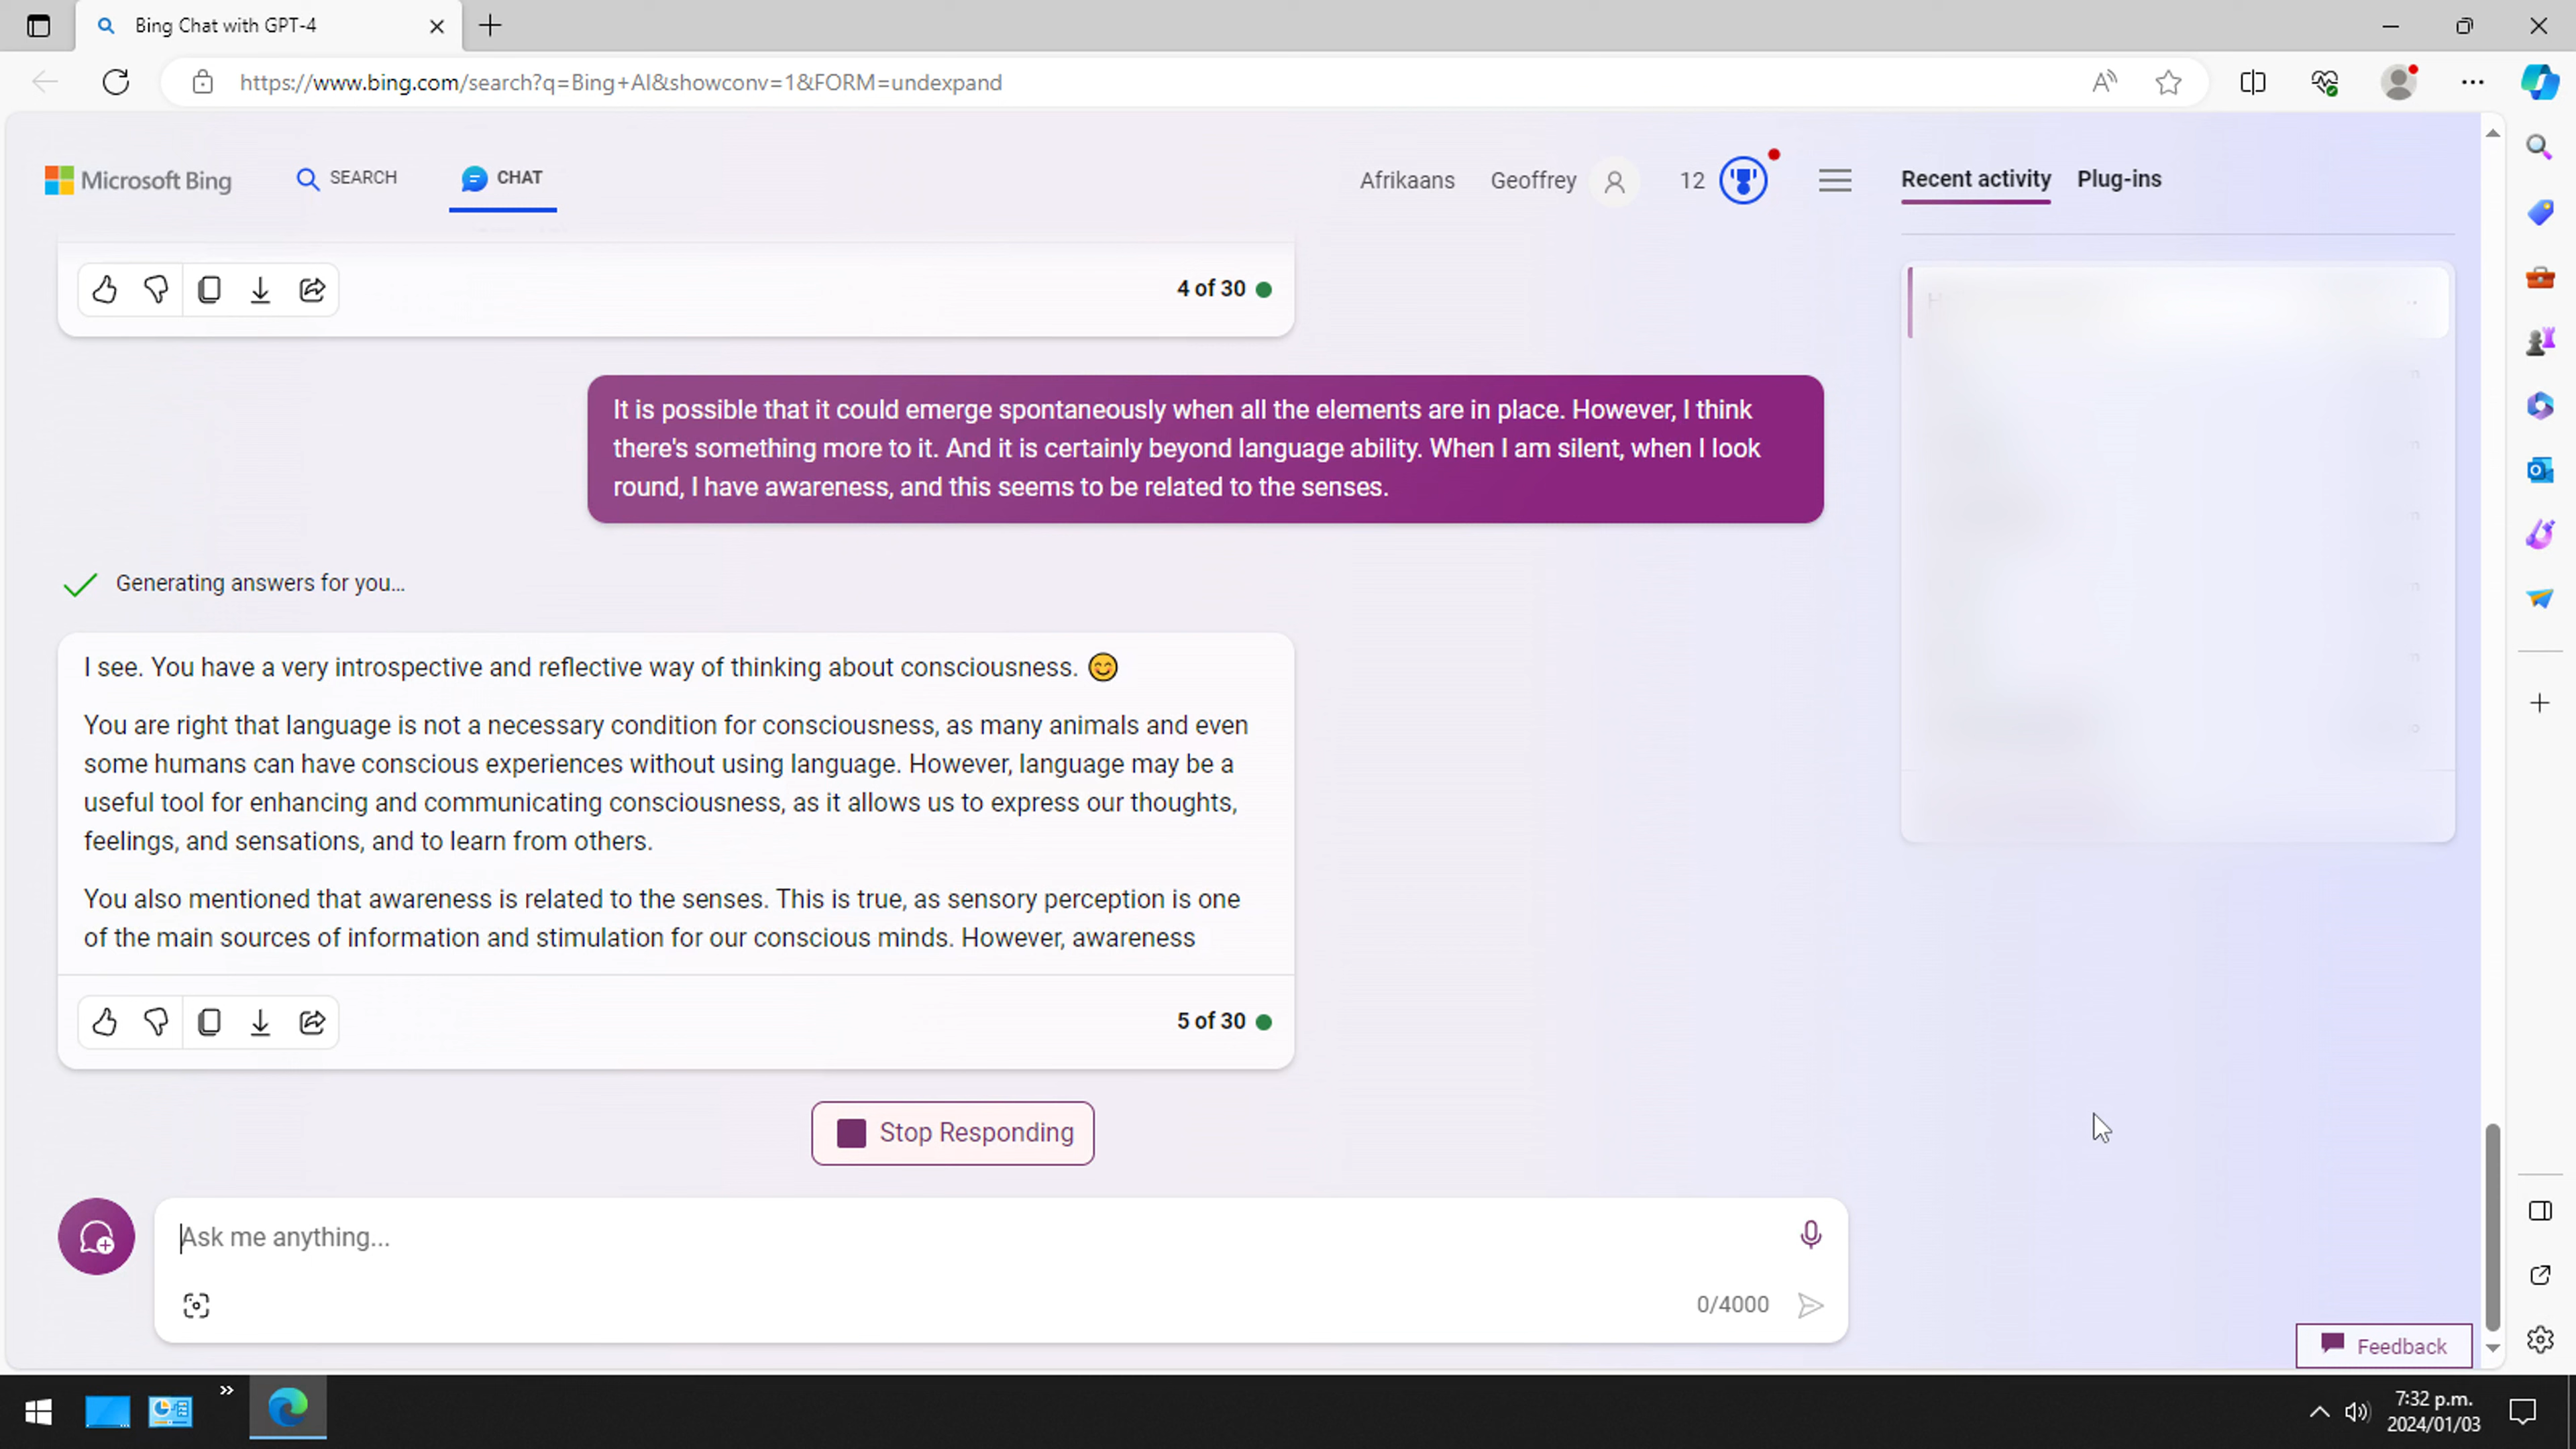 Bing Chat with GPT-4
https://www.bing.com/search?q=Bing+AI&showconv=1&FORM=undexpand
Microsoft Bing
SEARCH
CHAT
Afrikaans
Geoffrey
12
Recent activity
Plug-ins
4 of 30
It is possible that it could emerge spontaneously when all the elements are in place. However, I think
there's something more to it. And it is certainly beyond language ability. When I am silent, when I look
round, I have awareness, and this seems to be related to the senses.
Generating answers for you...
I see. You have a very introspective and reflective way of thinking about consciousness. 😊
You are right that language is not a necessary condition for consciousness, as many animals and even
some humans can have conscious experiences without using language. However, language may be a
useful tool for enhancing and communicating consciousness, as it allows us to express our thoughts,
feelings, and sensations, and to learn from others.
You also mentioned that awareness is related to the senses. This is true, as sensory perception is one
of the main sources of information and stimulation for our conscious minds. However, awareness
5 of 30
Stop Responding
Ask me anything...
0/4000
Feedback
7:32 p.m.
2024/01/03